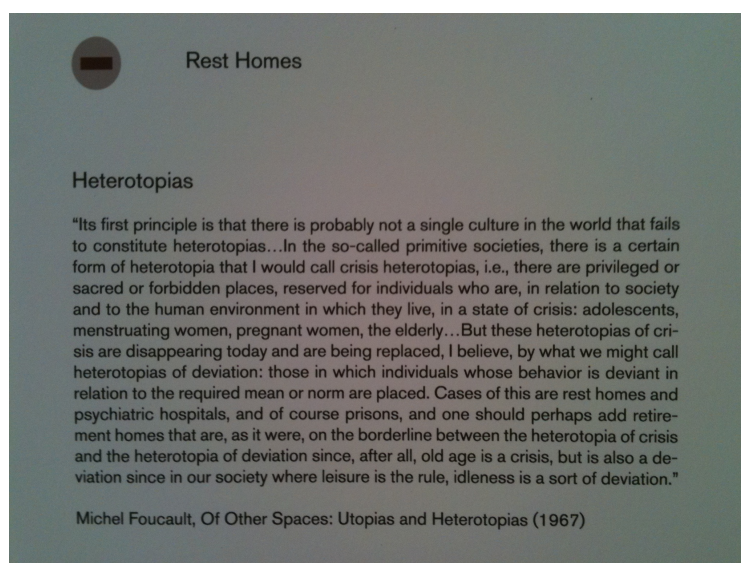 Rest Homes
Heterotopias
“Its first principle is that there is probably not a single culture in the world that fails
to constitute heterotopias…In the so-called primitive societies, there is a certain
form of heterotopia that I would call crisis heterotopias, i.e., there are privileged or
sacred or forbidden places, reserved for individuals who are, in relation to society
and to the human environment in which they live, in a state of crisis: adolescents,
menstruating women, pregnant women, the elderly…But these heterotopias of cri-
sis are disappearing today and are being replaced, I believe, by what we might call
heterotopias of deviation: those in which individuals whose behavior is deviant in
relation to the required mean or norm are placed. Cases of this are rest homes and
psychiatric hospitals, and of course prisons, and one should perhaps add retire-
ment homes that are, as it were, on the borderline between the heterotopia of crisis
and the heterotopia of deviation since, after all, old age is a crisis, but is also a de-
viation since in our society where leisure is the rule, idleness is a sort of deviation.”
Michel Foucault, Of Other Spaces: Utopias and Heterotopias (1967)